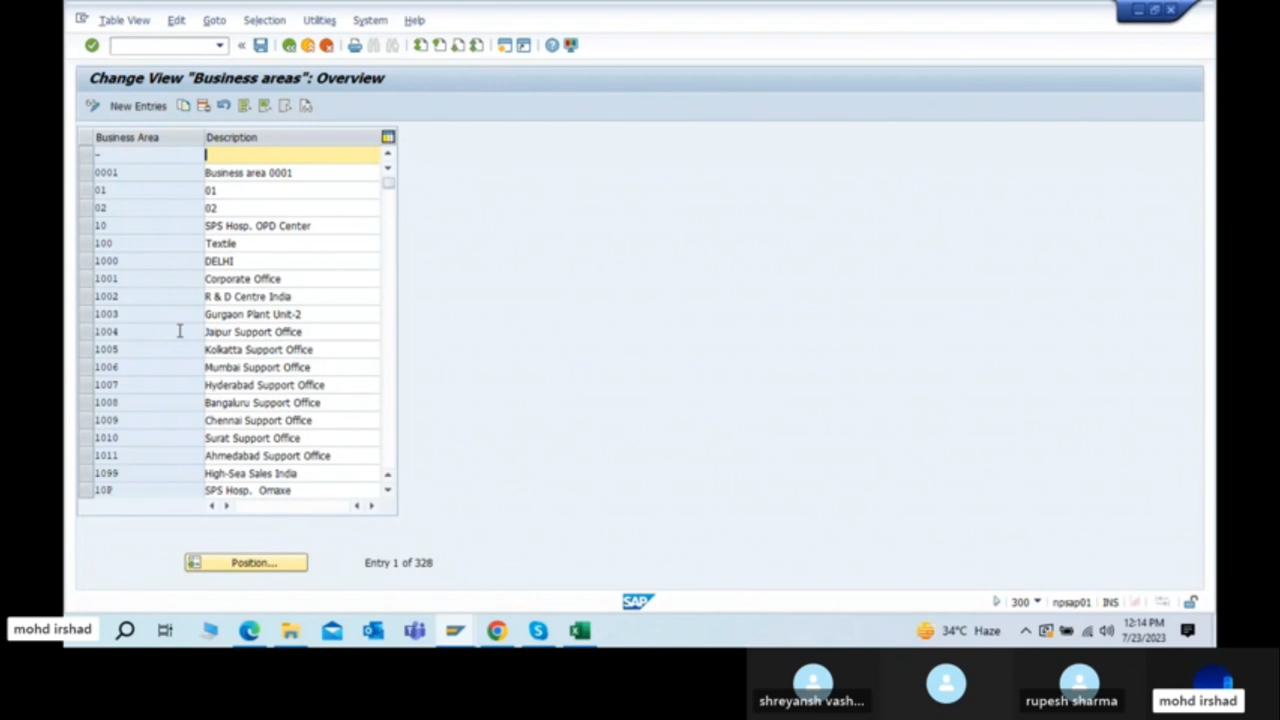 Table View Edit Goto Selection Utilities System Help
Change View "Business areas": Overview
New Entries
Business Area Description
-
0001 Business area 0001
01 01
02 02
10 SPS Hosp. OPD Center
100 Textile
1000 DELHI
1001 Corporate Office
1002 R & D Centre India
1003 Gurgaon Plant Unit-2
1004 Jaipur Support Office
1005 Kolkatta Support Office
1006 Mumbai Support Office
1007 Hyderabad Support Office
1008 Bangaluru Support Office
1009 Chennai Support Office
1010 Surat Support Office
1011 Ahmedabad Support Office
1099 High-Sea Sales India
10P SPS Hosp. Omaxe
Position... Entry 1 of 328
SAP 300 npsap01 INS
mohd irshad 34°C Haze 12:14 PM
7/23/2023
shreyansh vash... rupesh sharma mohd irshad